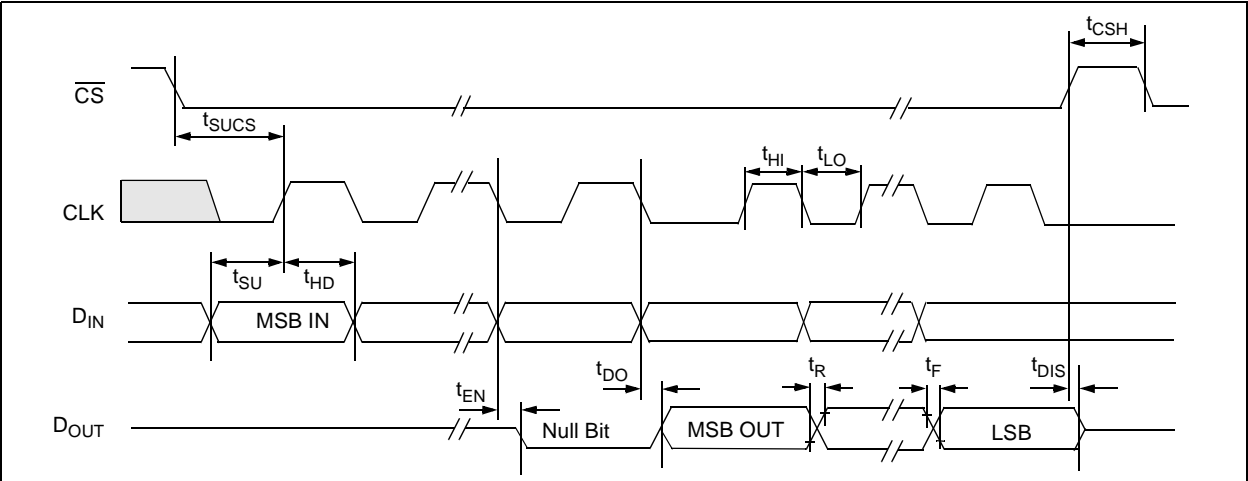 tCSH
CS
tSUCS
tHI
tLO
CLK
tSU
tHD
DIN
MSB IN
tDO
tR
tF
tDIS
tEN
DOUT
Null Bit
MSB OUT
LSB